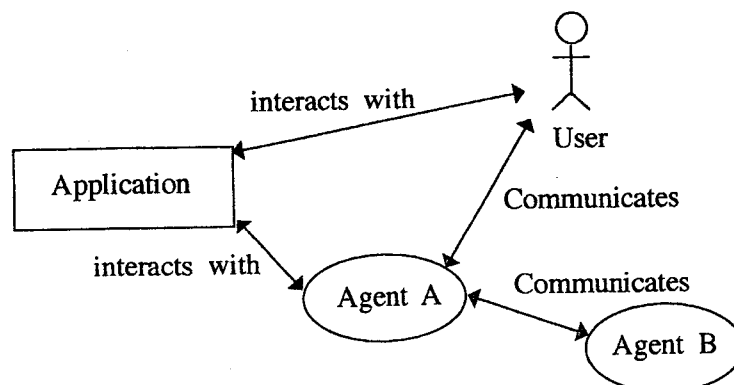 interacts with
User
Application
Communicates
interacts with
Agent A
Communicates
Agent B